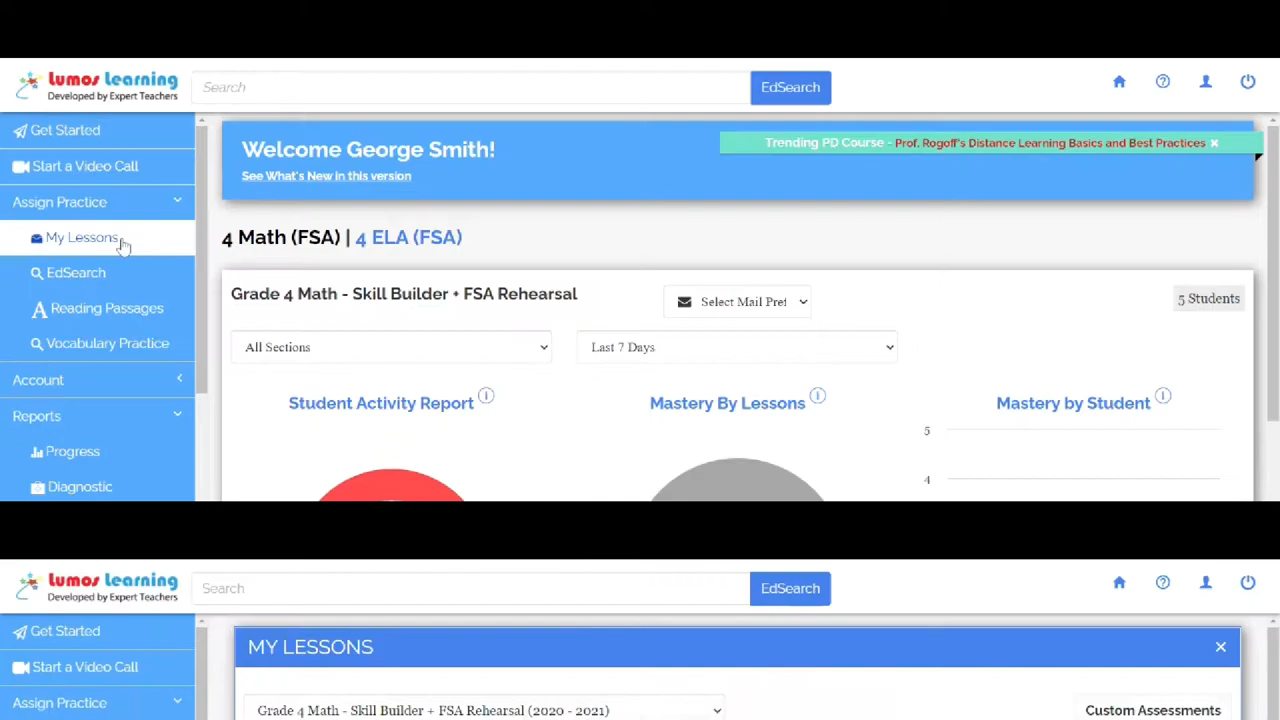 Lumos Learning
Developed by Expert Teachers
Search
EdSearch
Get Started
Start a Video Call
Assign Practice
My Lessons
EdSearch
Reading Passages
Vocabulary Practice
Account
Reports
Progress
Diagnostic
Welcome George Smith!
See What's New in this version
Trending PD Course - Prof. Rogoff's Distance Learning Basics and Best Practices ×
4 Math (FSA) | 4 ELA (FSA)
Grade 4 Math - Skill Builder + FSA Rehearsal
Select Mail Pref
5 Students
All Sections
Last 7 Days
Student Activity Report
Mastery By Lessons
Mastery by Student
5
4
Lumos Learning
Developed by Expert Teachers
Search
EdSearch
Get Started
Start a Video Call
Assign Practice
MY LESSONS
×
Grade 4 Math - Skill Builder + FSA Rehearsal (2020 - 2021)
Custom Assessments